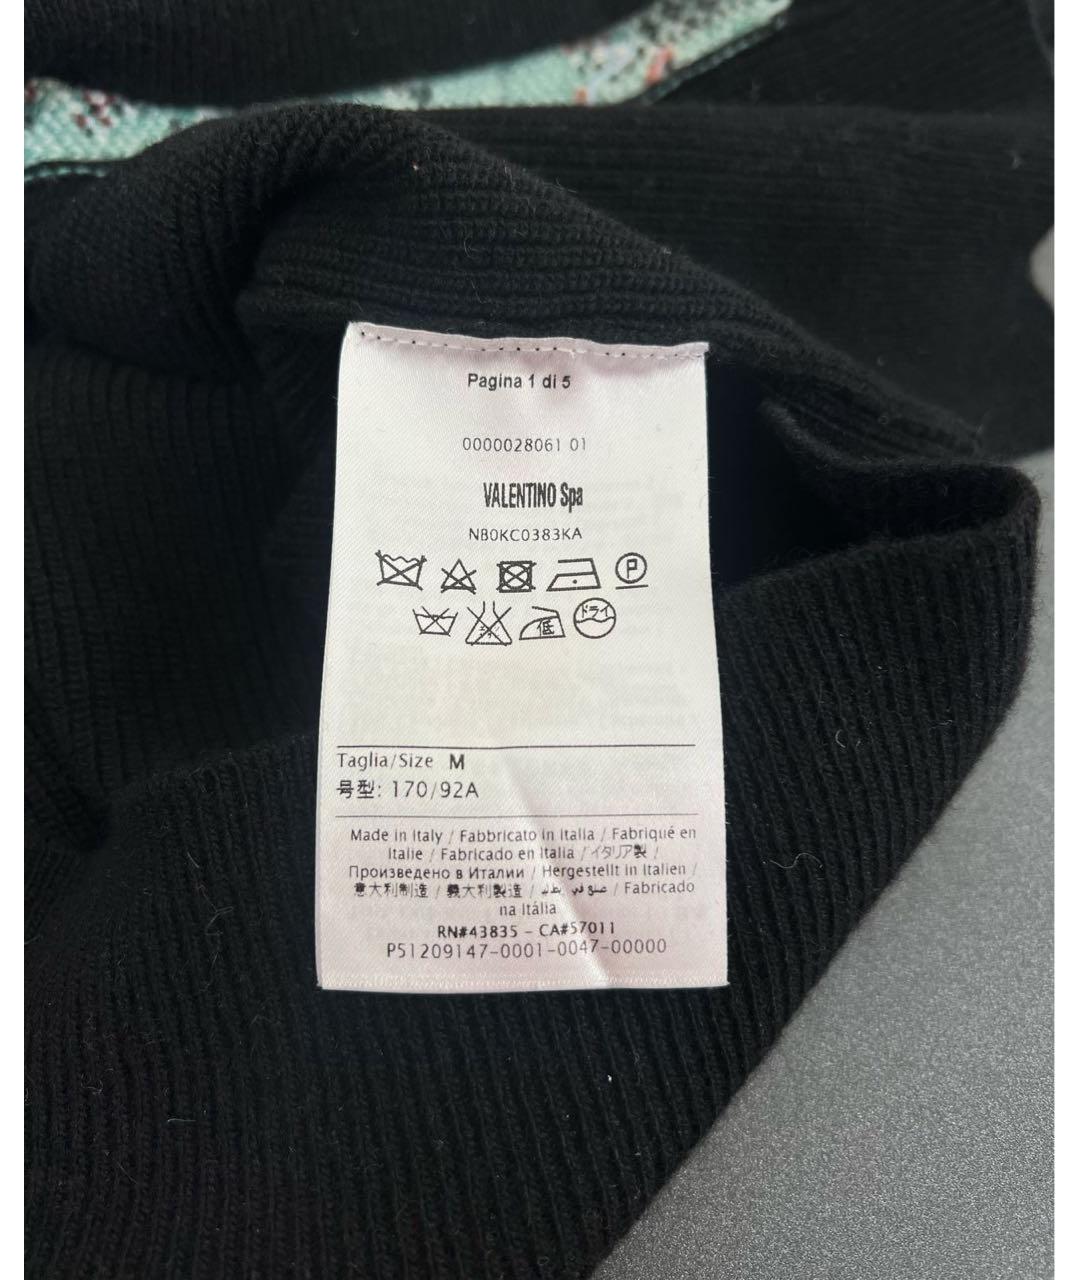 Pagina 1 di 5
0000028061 01
VALENTINO Spa
NB0KC0383KA
P
低 ドライ
Taglia/Size M
号型: 170/92A
Made in Italy / Fabbricato in Italia / Fabriqué en
Italie / Fabricado en Italia / イタリア製 /
Произведено в Италии / Hergestellt in Italien /
意大利制造 / 義大利製造 / صنع في إيطاليا / Fabricado
na Itália
RN#43835 - CA#57011
P51209147-0001-0047-00000